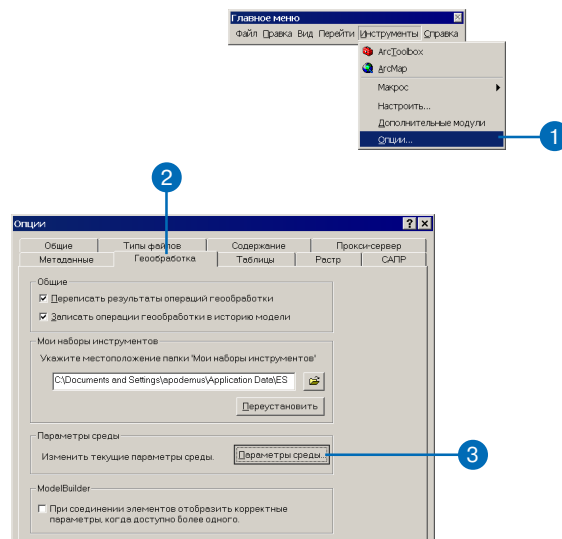 Главное меню
Файл Правка Вид Перейти Инструменты Справка
ArcToolbox
ArcMap
Макрос
Настроить...
Дополнительные модули
Опции...
1
2
Опции
Общие Типы файлов Содержание Прокси-сервер
Метаданные Геообработка Таблицы Растр САПР
Общие
Переписать результаты операций геообработки
Записать операции геообработки в историю модели
Мои наборы инструментов
Укажите местоположение папки 'Мои наборы инструментов'
C:\Documents and Settings\apodemus\Application Data\ES
Переустановить
Параметры среды
Изменить текущие параметры среды.
Параметры среды...
3
ModelBuilder
При соединении элементов отобразить корректные
параметры, когда доступно более одного.